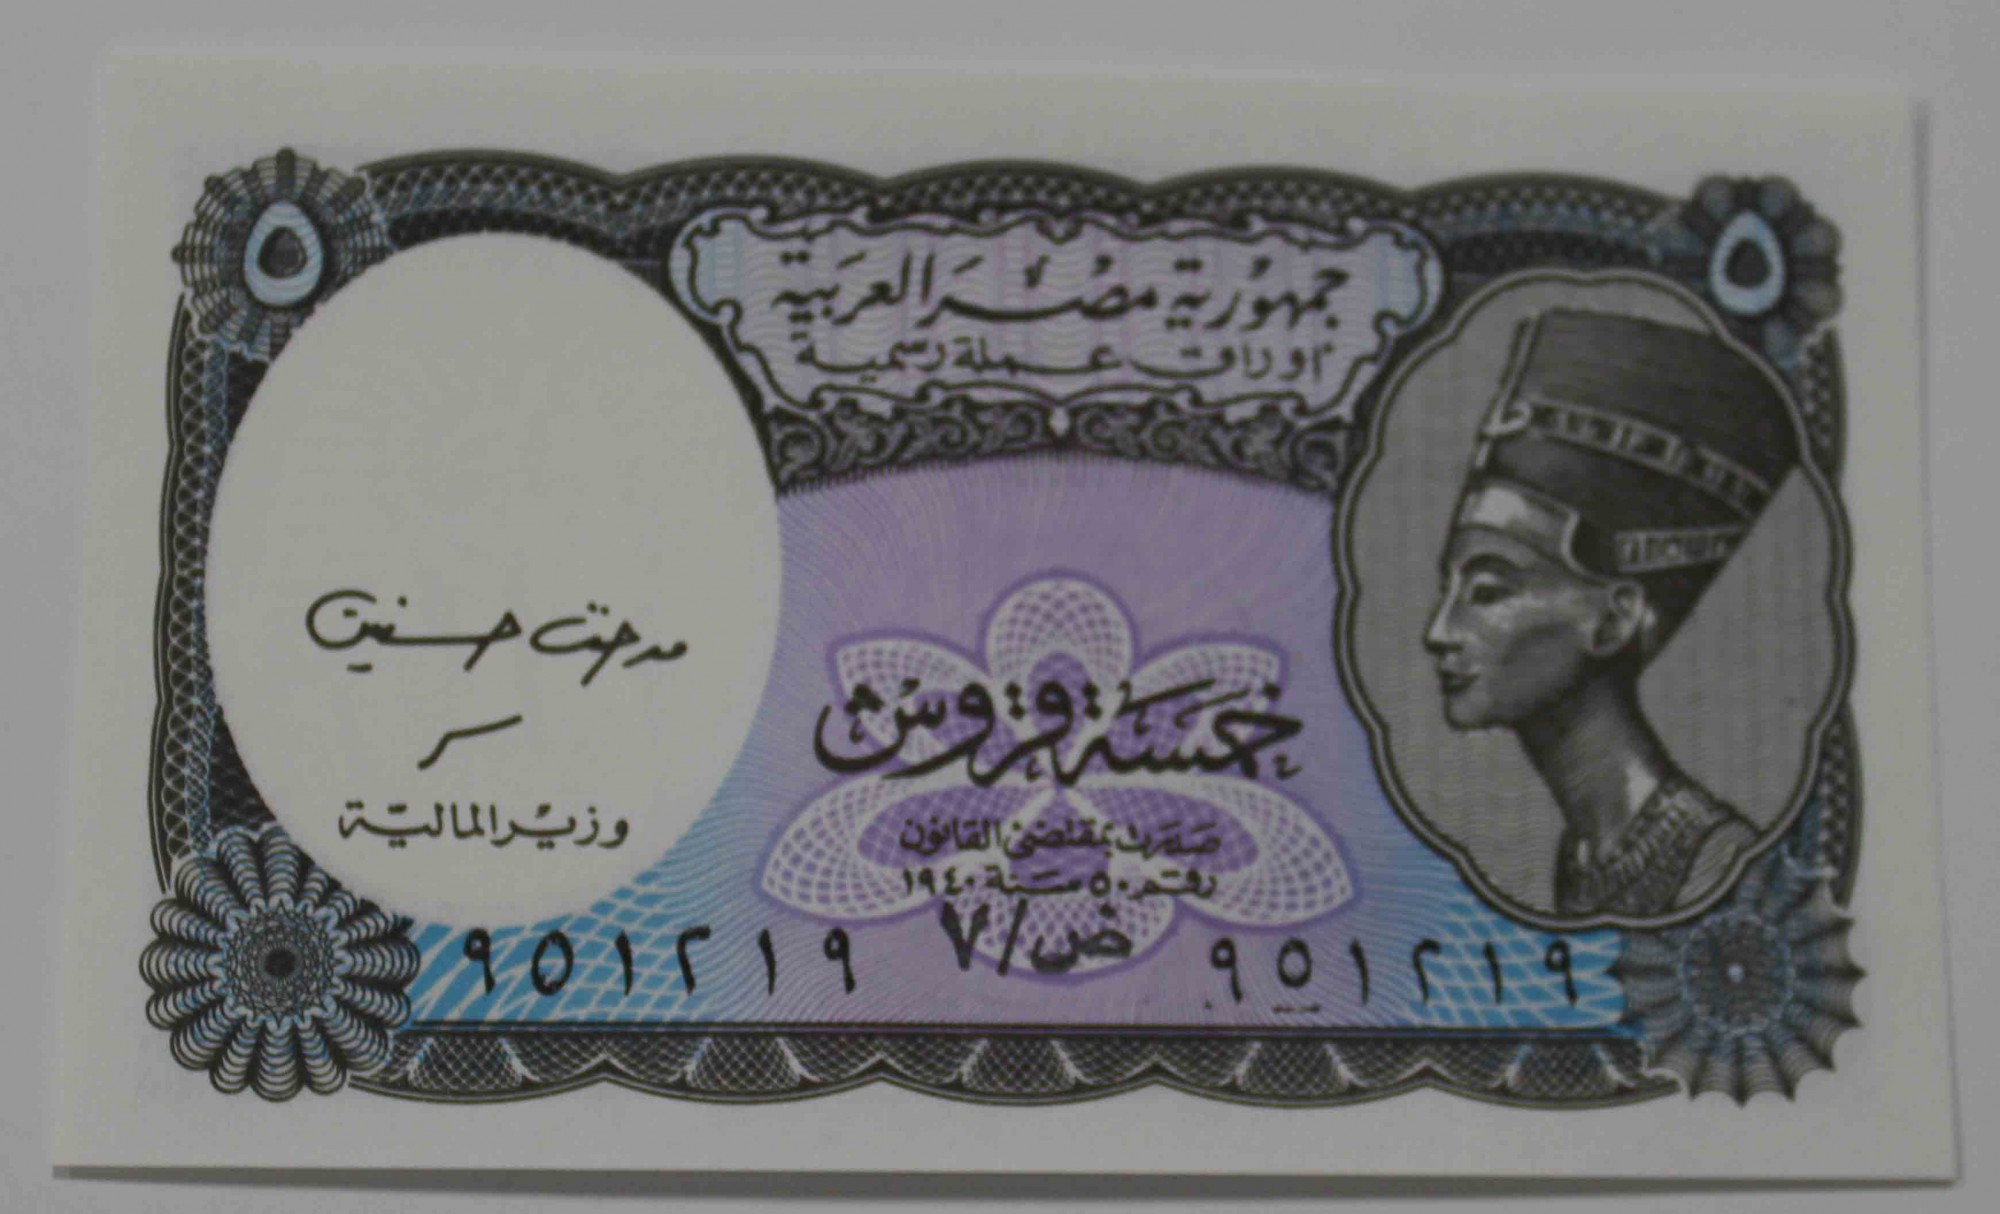 ٥
٥
جمهورية مصر العربية
اوراق عملة رسمية
مدحت حسنين
وزير المالية
خمسة قروش
صدرت بمقتضى القانون
رقم ٥٠ سنة ١٩٤٠
ض/٧
٩٥١٢١٩
٩٥١٢١٩